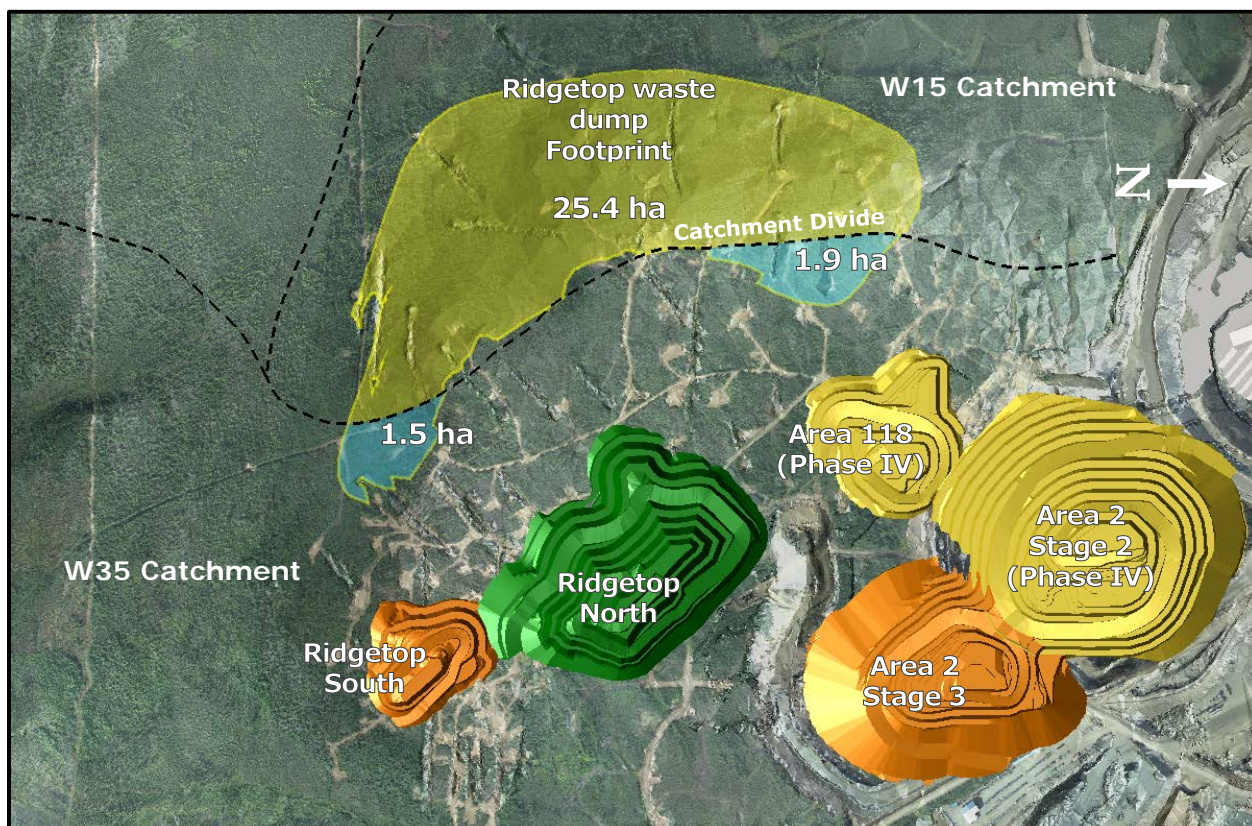 W15 Catchment
Ridgetop waste
dump
Footprint
N
25.4 ha
Catchment Divide
1.9 ha
1.5 ha
Area 118
(Phase IV)
Area 2
Stage 2
(Phase IV)
W35 Catchment
Ridgetop
North
Ridgetop
South
Area 2
Stage 3